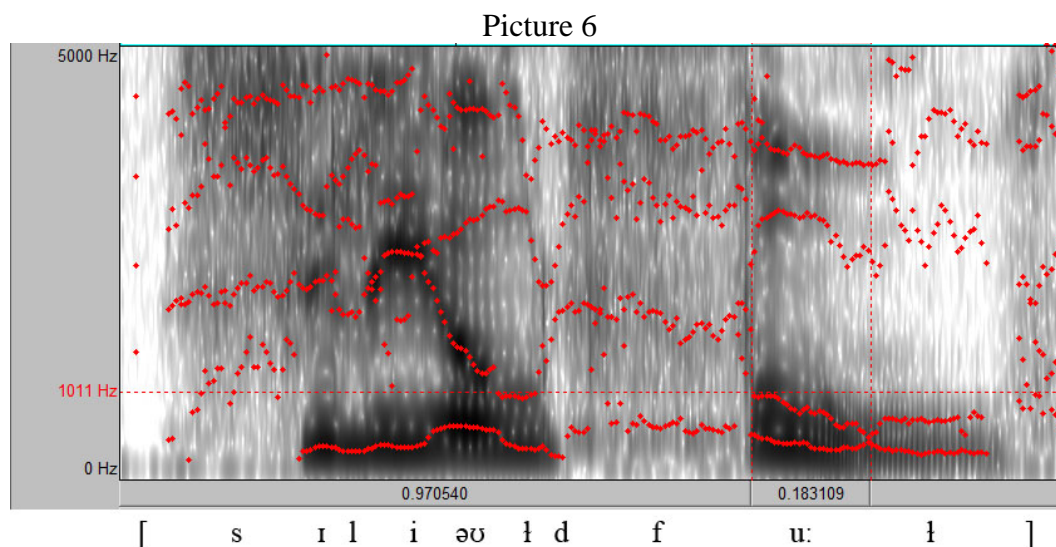 Picture 6
5000 Hz
1011 Hz
0 Hz
0.970540 0.183109
[ s ɪ l i əʊ ɫ d f uː ɫ ]